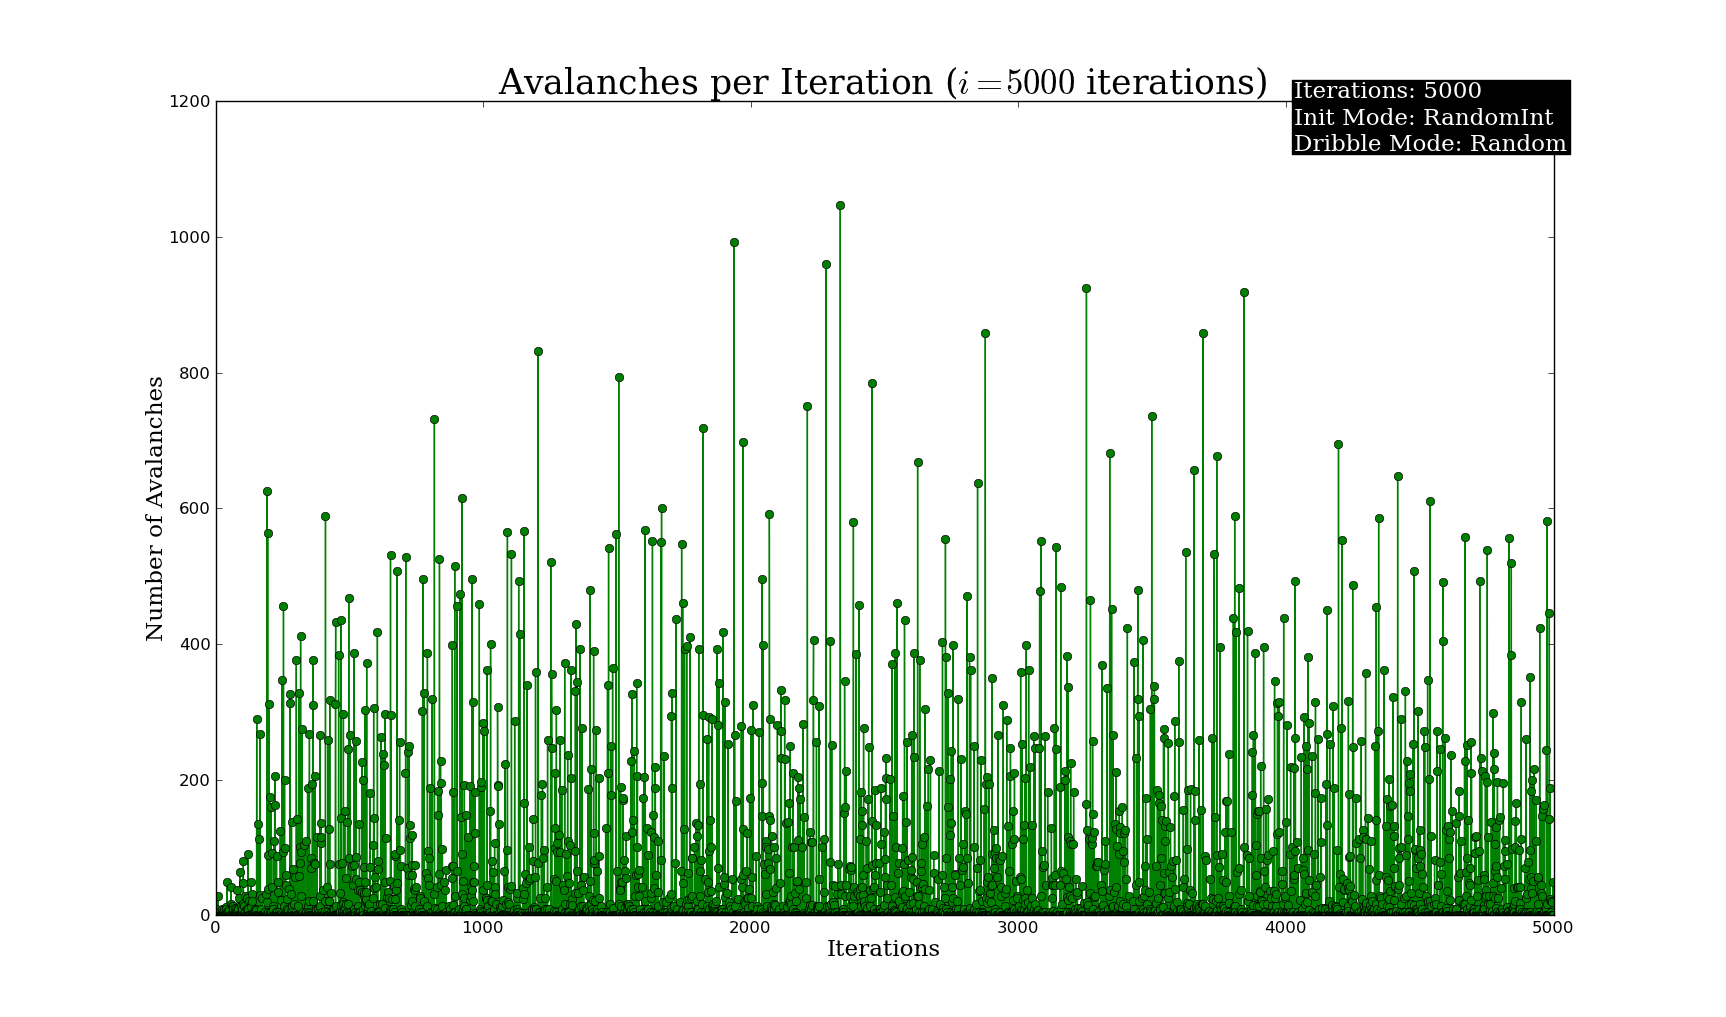 Avalanches per Iteration (i = 5000 iterations)
Iterations: 5000
Init Mode: RandomInt
Dribble Mode: Random
1200
1000
800
600
400
200
0
Number of Avalanches
0 1000 2000 3000 4000 5000
Iterations